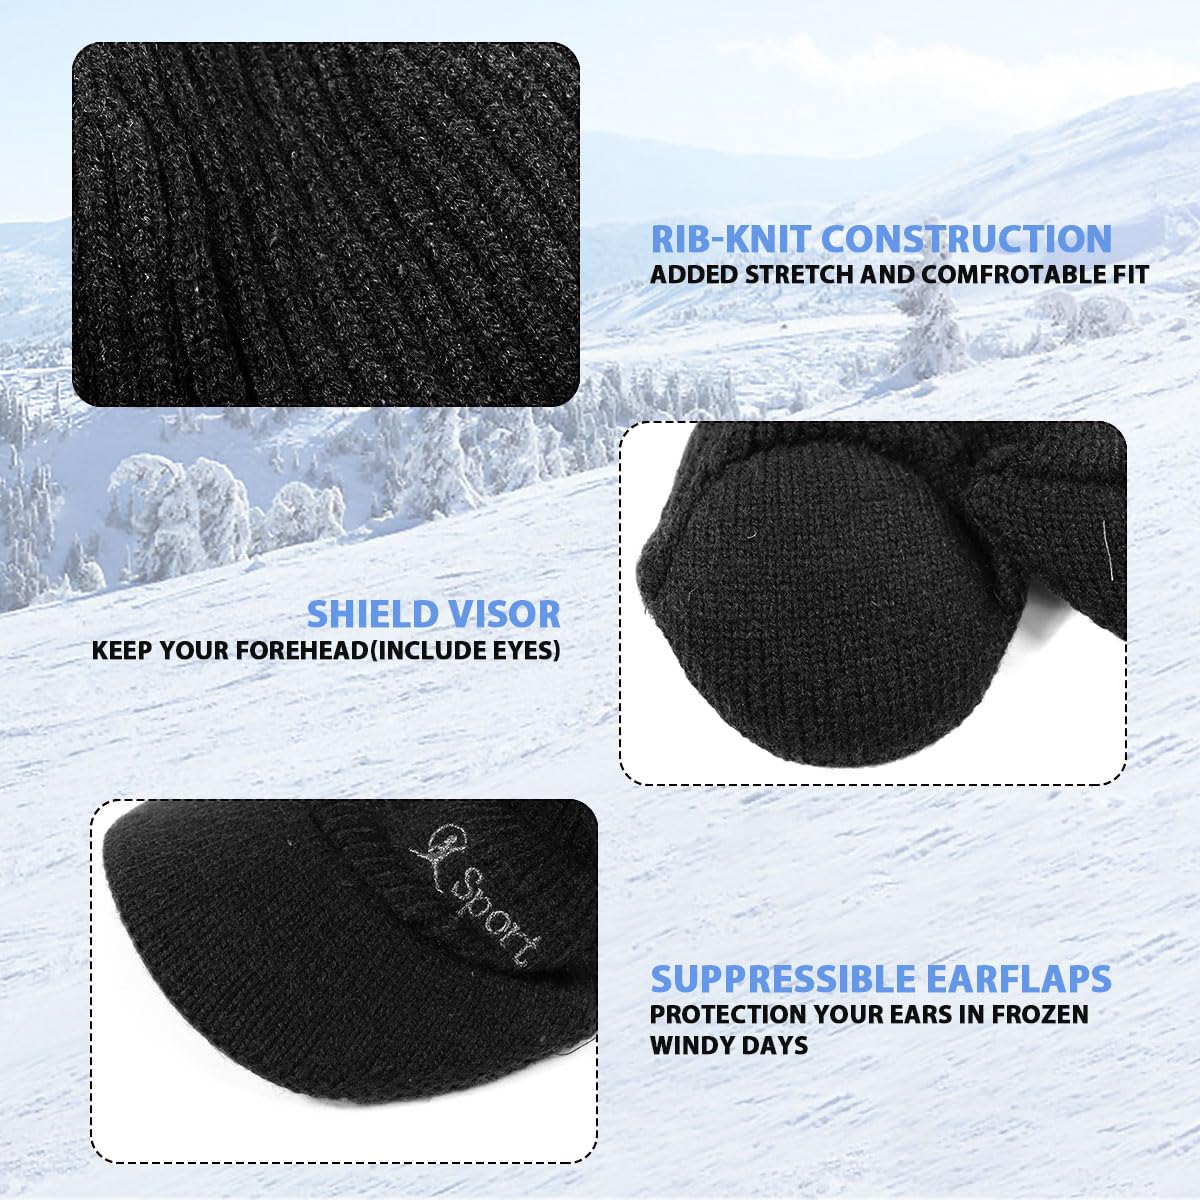 RIB-KNIT CONSTRUCTION
ADDED STRETCH AND COMFROTABLE FIT
SHIELD VISOR
KEEP YOUR FOREHEAD(INCLUDE EYES)
Sport
SUPPRESSIBLE EARFLAPS
PROTECTION YOUR EARS IN FROZEN
WINDY DAYS